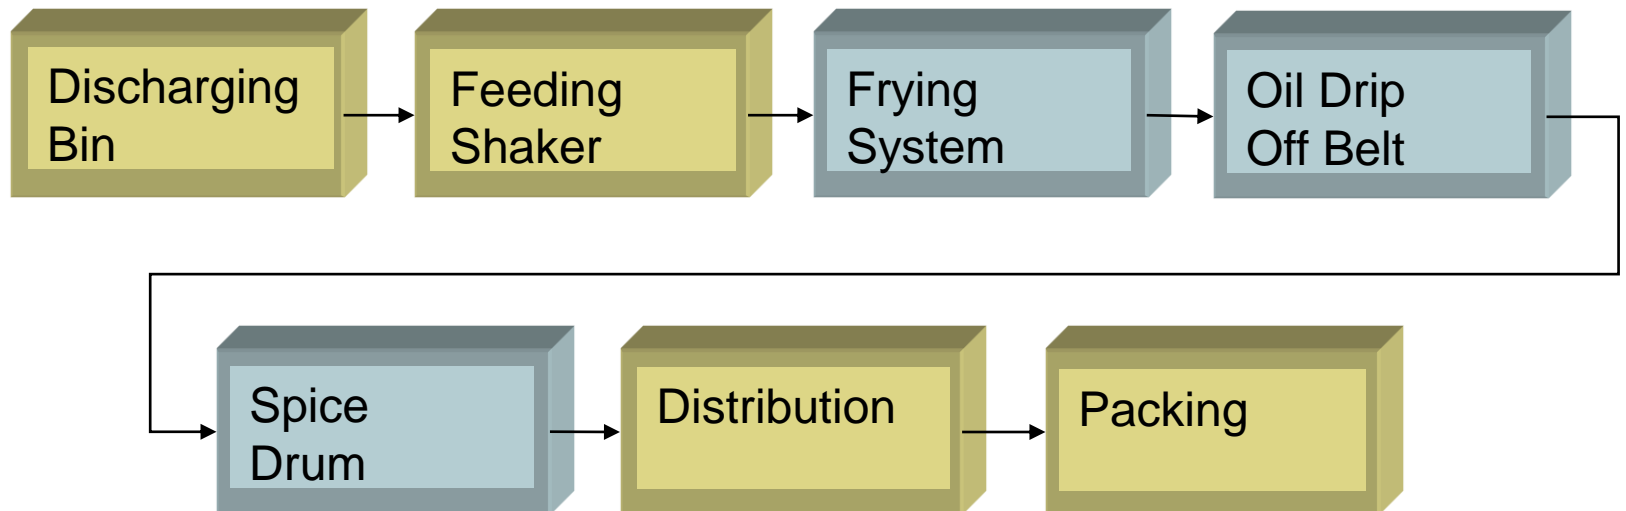 Discharging
Bin
Feeding
Shaker
Frying
System
Oil Drip
Off Belt
Spice
Drum
Distribution
Packing